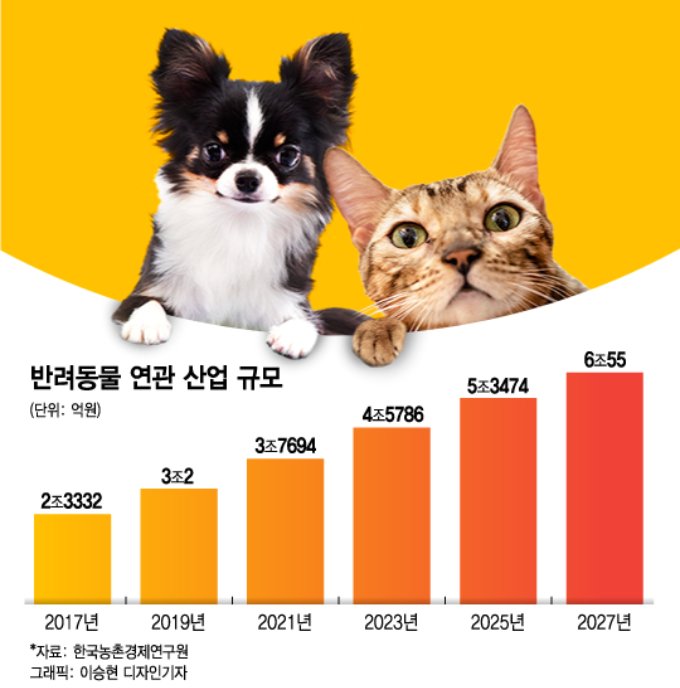 반려동물 연관 산업 규모
(단위: 억원)
2조3332
3조2
3조7694
4조5786
5조3474
6조55
2017년
2019년
2021년
2023년
2025년
2027년
*자료: 한국농촌경제연구원
그래픽: 이승현 디자인기자